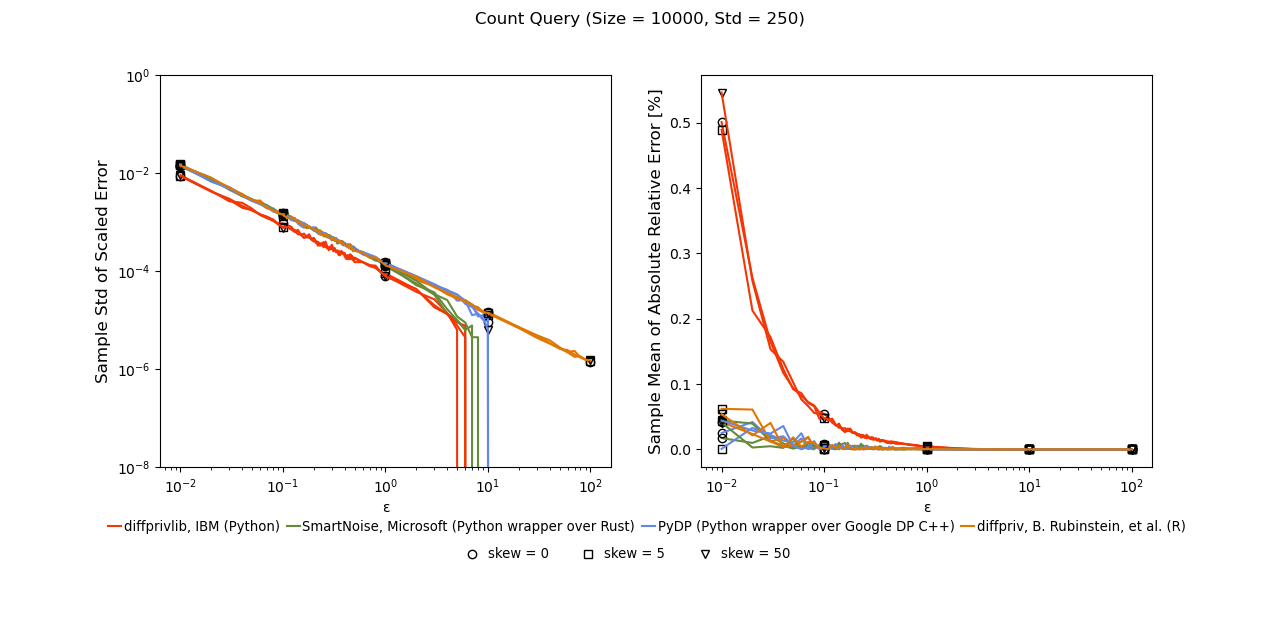 Count Query (Size = 10000, Std = 250)
Sample Std of Scaled Error
10⁰
10⁻²
10⁻⁴
10⁻⁶
10⁻⁸
10⁻² 10⁻¹ 10⁰ 10¹ 10²
ε
Sample Mean of Absolute Relative Error [%]
0.5
0.4
0.3
0.2
0.1
0.0
10⁻² 10⁻¹ 10⁰ 10¹ 10²
ε
diffprivlib, IBM (Python) SmartNoise, Microsoft (Python wrapper over Rust) PyDP (Python wrapper over Google DP C++) diffpriv, B. Rubinstein, et al. (R)
skew = 0 skew = 5 skew = 50